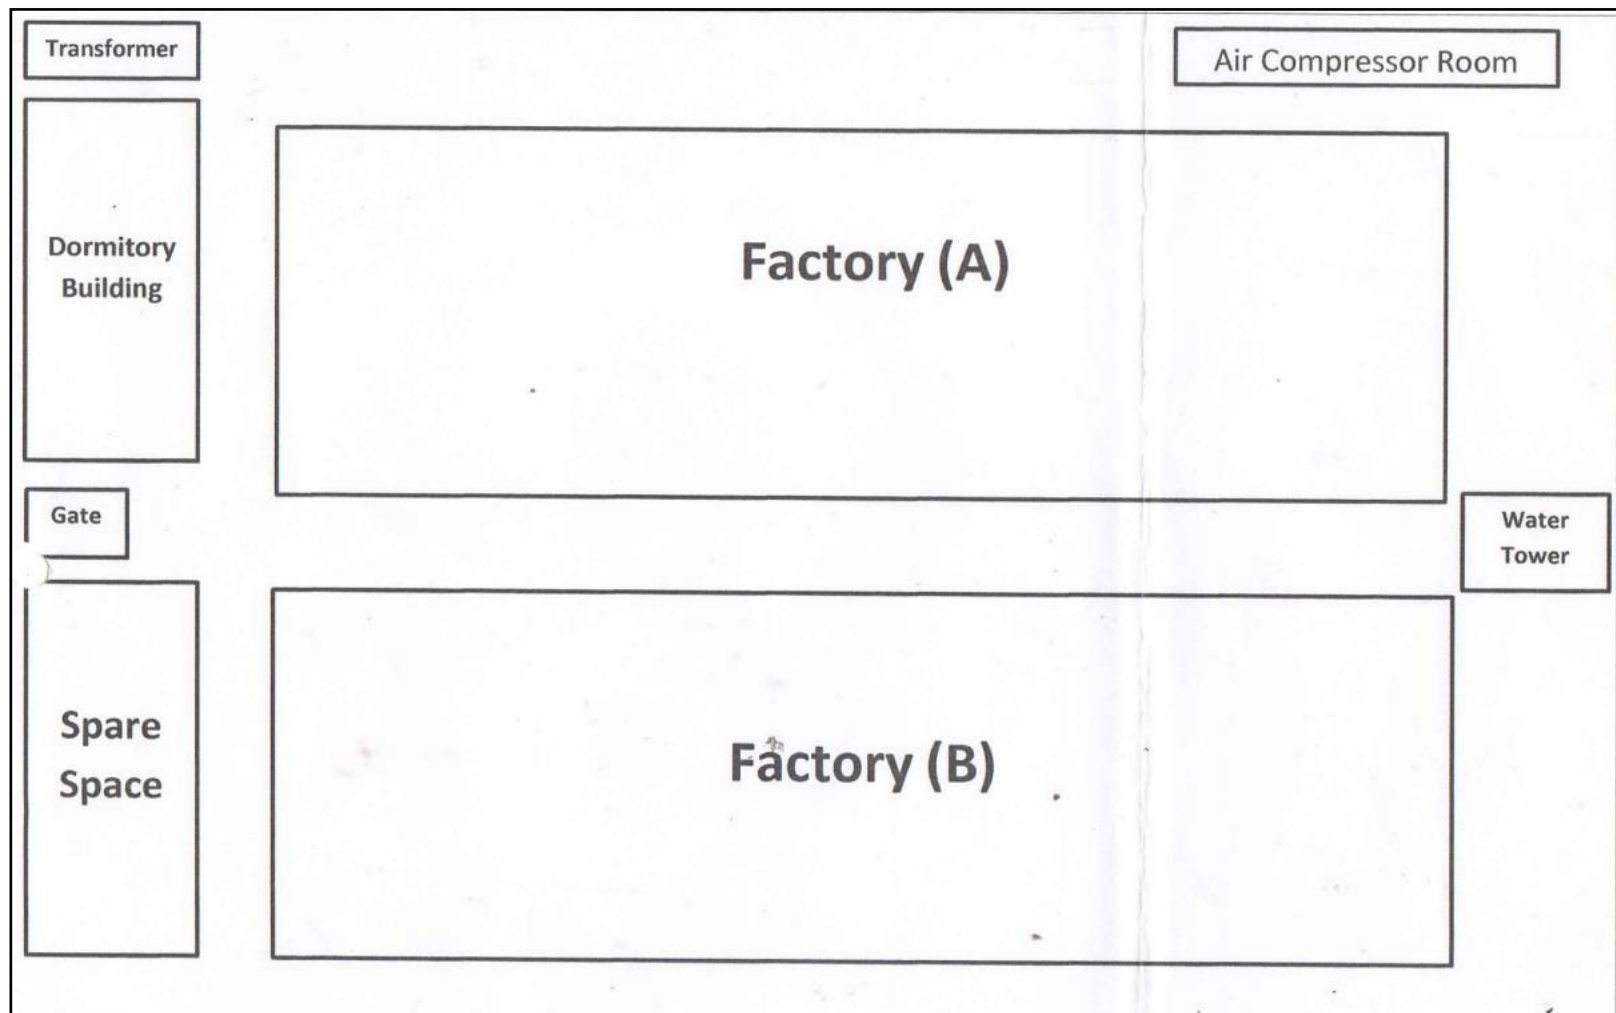 Transformer
Air Compressor Room
Dormitory
Building
Factory (A)
Gate
Water
Tower
Spare
Space
Factory (B)